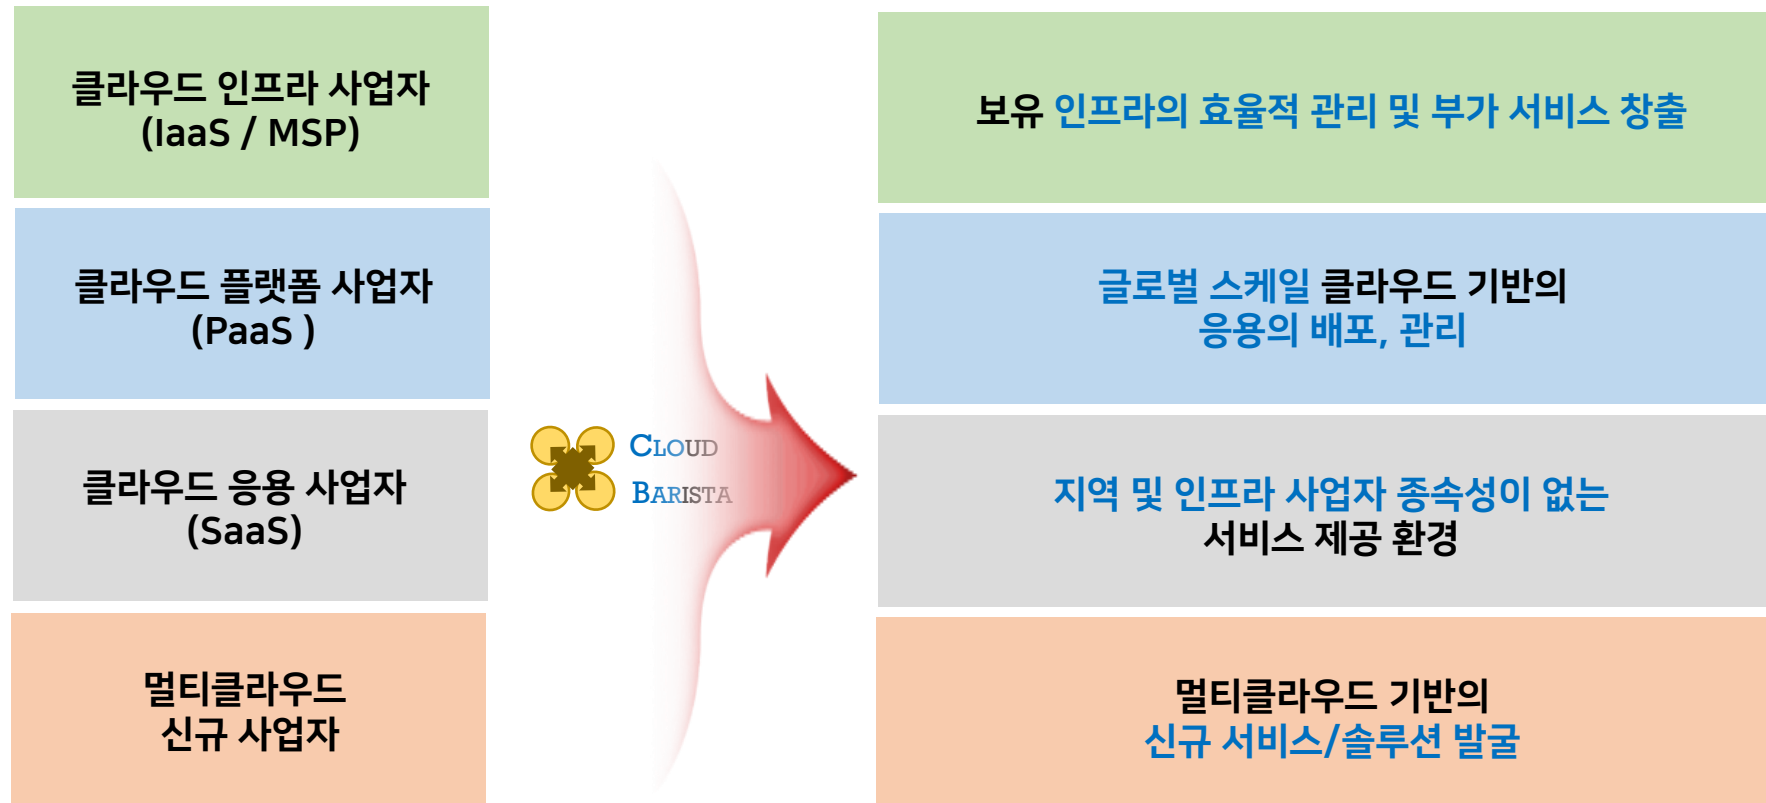 클라우드 인프라 사업자
(IaaS / MSP)
보유 인프라의 효율적 관리 및 부가 서비스 창출
클라우드 플랫폼 사업자
(PaaS )
글로벌 스케일 클라우드 기반의
응용의 배포, 관리
클라우드 응용 사업자
(SaaS)
CLOUD
BARISTA
지역 및 인프라 사업자 종속성이 없는
서비스 제공 환경
멀티클라우드
신규 사업자
멀티클라우드 기반의
신규 서비스/솔루션 발굴